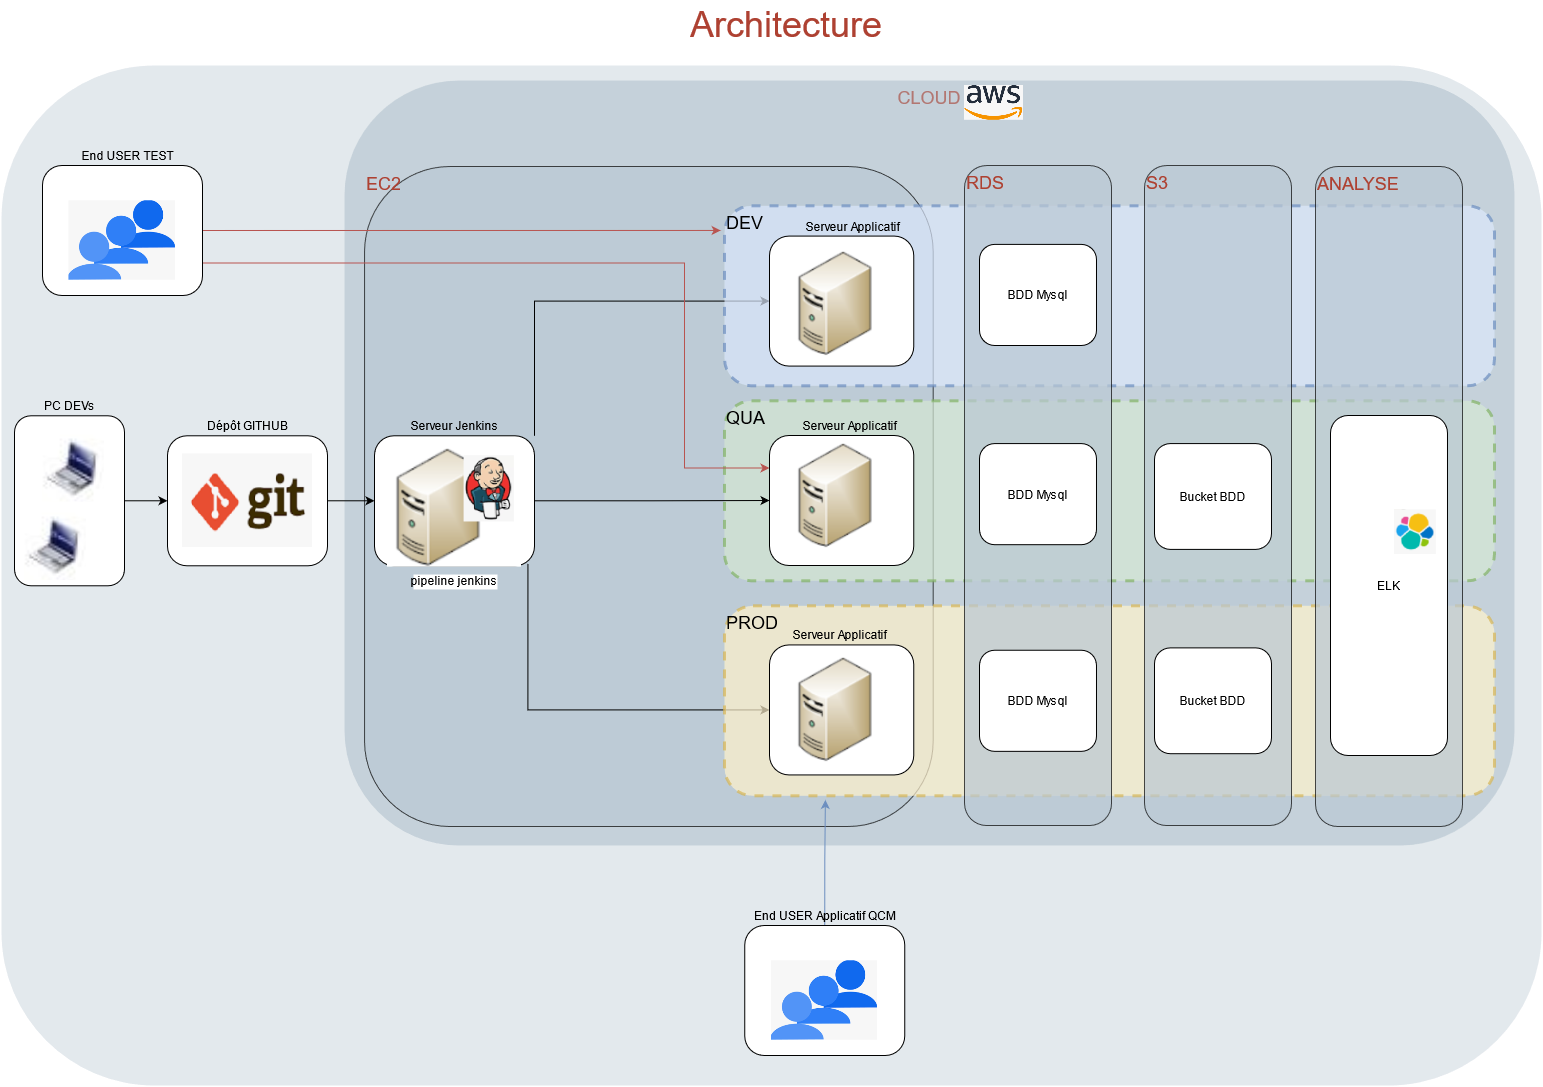 Architecture
CLOUD aws
End USER TEST
EC2
RDS
S3
ANALYSE
DEV
Serveur Applicatif
BDD Mysql
PC DEVs
Dépôt GITHUB
git
Serveur Jenkins
pipeline jenkins
QUA
Serveur Applicatif
BDD Mysql
Bucket BDD
ELK
PROD
Serveur Applicatif
BDD Mysql
Bucket BDD
End USER Applicatif QCM